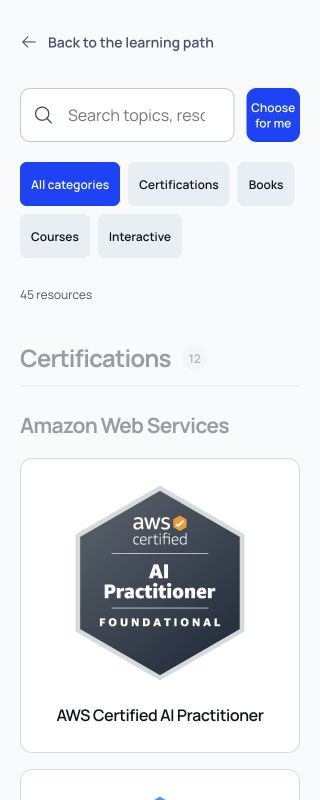 Back to the learning path
Search topics, resc
Choose
for me
All categories
Certifications
Books
Courses
Interactive
45 resources
Certifications 12
Amazon Web Services
aws
certified
AI
Practitioner
FOUNDATIONAL
AWS Certified AI Practitioner